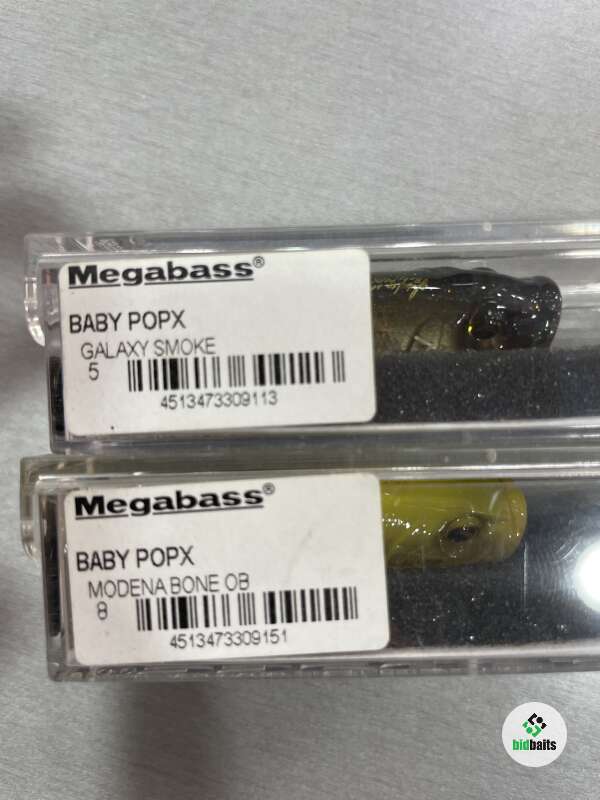 Megabass®
BABY POPX
GALAXY SMOKE
5
4513473309113
Megabass®
BABY POPX
MODENA BONE OB
8
4513473309151
bidbaits